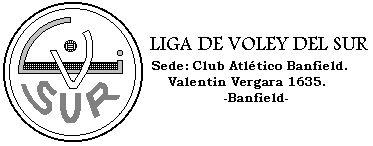 LIGA DE VOLEY DEL SUR
Sede: Club Atlético Banfield.
Valentin Vergara 1635.
-Banfield-
SUR